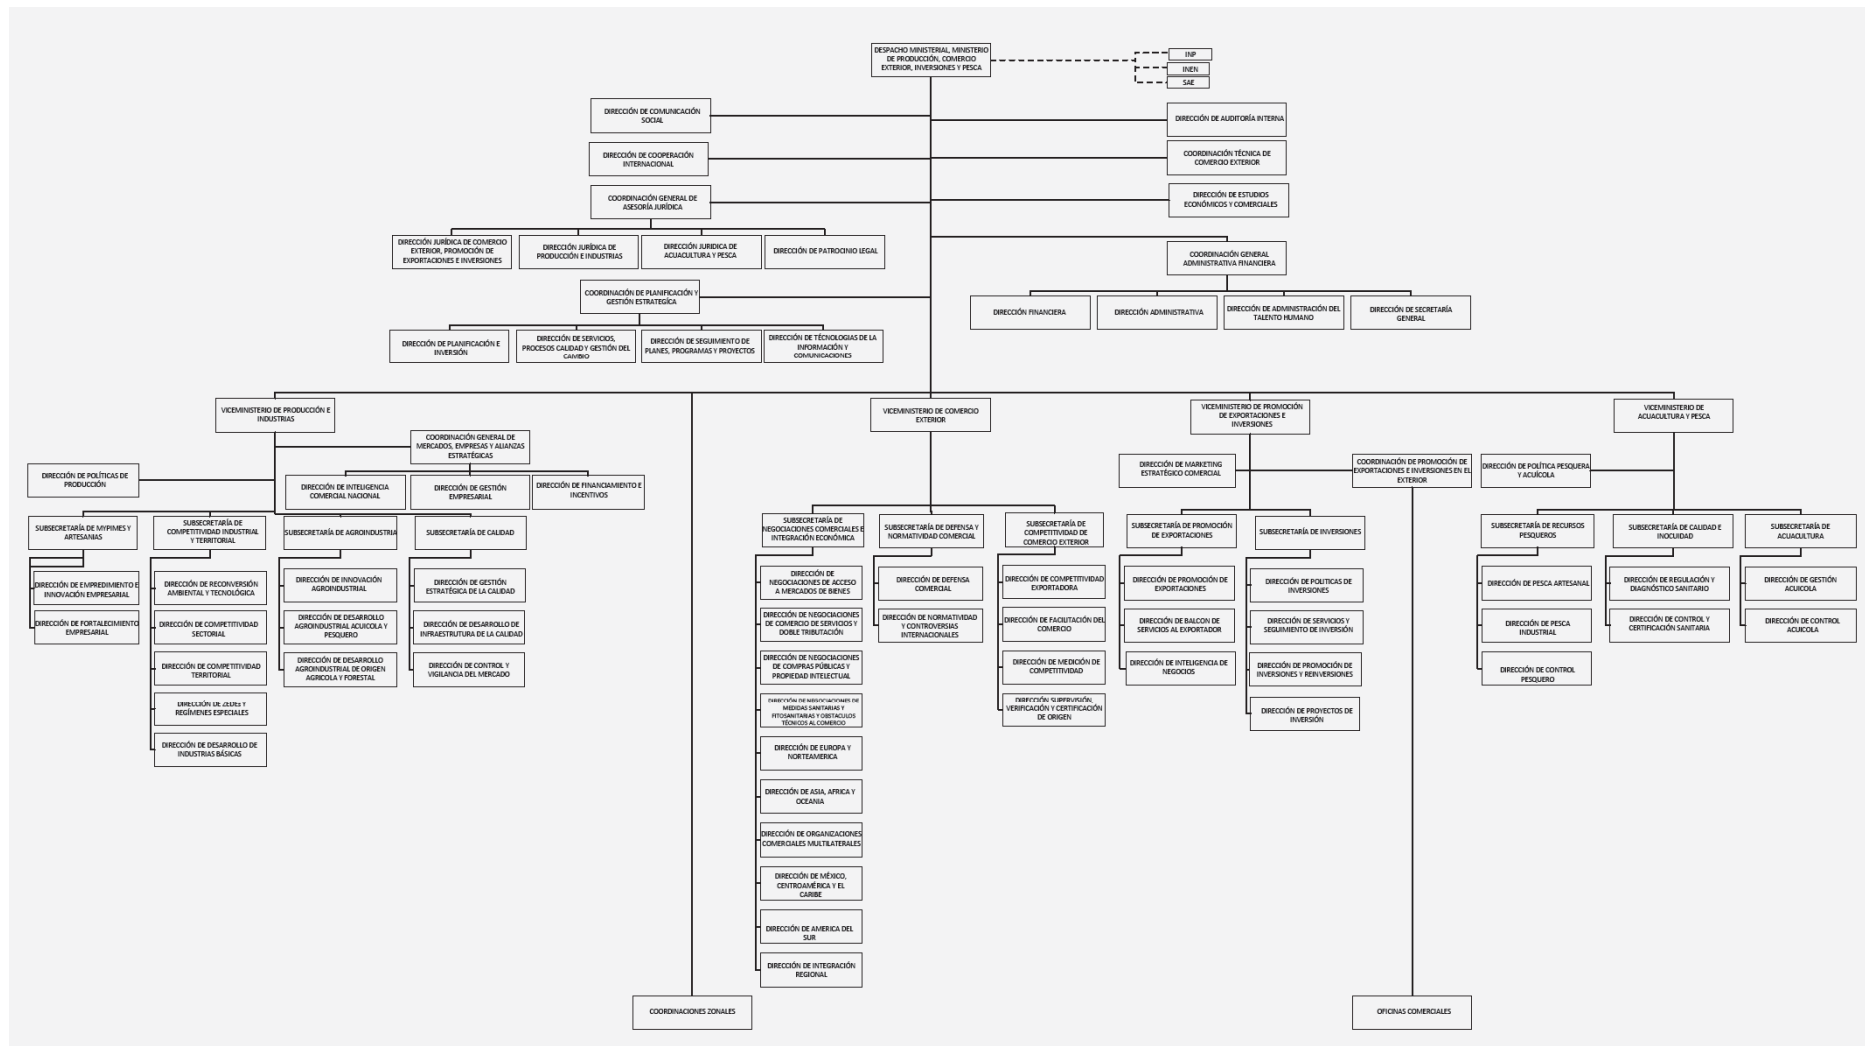 DESPACHO MINISTERIAL, MINISTERIO
DE PRODUCCIÓN, COMERCIO
EXTERIOR, INVERSIONES Y PESCA
INP
INEN
SAE
DIRECCIÓN DE COMUNICACIÓN
SOCIAL
DIRECCIÓN DE AUDITORÍA INTERNA
DIRECCIÓN DE COOPERACIÓN
INTERNACIONAL
COORDINACIÓN TÉCNICA DE
COMERCIO EXTERIOR
COORDINACIÓN GENERAL DE
ASESORÍA JURÍDICA
DIRECCIÓN DE ESTUDIOS
ECONÓMICOS Y COMERCIALES
DIRECCIÓN JURÍDICA DE COMERCIO
EXTERIOR, PROMOCIÓN DE
EXPORTACIONES E INVERSIONES
DIRECCIÓN JURÍDICA DE
PRODUCCIÓN E INDUSTRIAS
DIRECCIÓN JURIDICA DE
ACUACULTURA Y PESCA
DIRECCIÓN DE PATROCINIO LEGAL
COORDINACIÓN GENERAL
ADMINISTRATIVA FINANCIERA
COORDINACIÓN DE PLANIFICACIÓN Y
GESTIÓN ESTRATEGÍCA
DIRECCIÓN FINANCIERA
DIRECCIÓN ADMINISTRATIVA
DIRECCIÓN DE ADMINISTRACIÓN DEL
TALENTO HUMANO
DIRECCIÓN DE SECRETARÍA
GENERAL
DIRECCIÓN DE PLANIFICACIÓN E
INVERSIÓN
DIRECCIÓN DE SERVICIOS,
PROCESOS CALIDAD Y GESTIÓN DEL
CAMBIO
DIRECCIÓN DE SEGUIMIENTO DE
PLANES, PROGRAMAS Y PROYECTOS
DIRECCIÓN DE TÉCNOLOGIAS DE LA
INFORMACIÓN Y
COMUNICACIONES
VICEMINISTERIO DE PRODUCCIÓN E
INDUSTRIAS
VICEMINISTERIO DE COMERCIO
EXTERIOR
VICEMINISTERIO DE PROMOCIÓN
DE EXPORTACIONES E
INVERSIONES
VICEMINISTERIO DE
ACUACULTURA Y PESCA
COORDINACIÓN GENERAL DE
MERCADOS, EMPRESAS Y ALIANZAS
ESTRATÉGICAS
DIRECCIÓN DE POLÍTICAS DE
PRODUCCIÓN
DIRECCIÓN DE INTELIGENCIA
COMERCIAL NACIONAL
DIRECCIÓN DE GESTIÓN
EMPRESARIAL
DIRECCIÓN DE FINANCIAMIENTO E
INCENTIVOS
DIRECCIÓN DE MARKETING
ESTRATÉGICO COMERCIAL
COORDINACIÓN DE PROMOCIÓN DE
EXPORTACIONES E INVERSIONES EN EL
EXTERIOR
DIRECCIÓN DE POLÍTICA PESQUERA
Y ACUÍCOLA
SUBSECRETARÍA DE MYPIMES Y
ARTESANIAS
SUBSECRETARÍA DE
COMPETITIVIDAD INDUSTRIAL
Y TERRITORIAL
SUBSECRETARÍA DE AGROINDUSTRIA
SUBSECRETARÍA DE CALIDAD
SUBSECRETARÍA DE
NEGOCIACIONES COMERCIALES E
INTEGRACIÓN ECONÓMICA
SUBSECRETARÍA DE DEFENSA Y
NORMATIVIDAD COMERCIAL
SUBSECRETARÍA DE
COMPETITIVIDAD DE
COMERCIO EXTERIOR
SUBSECRETARÍA DE PROMOCIÓN
DE EXPORTACIONES
SUBSECRETARÍA DE INVERSIONES
SUBSECRETARÍA DE RECURSOS
PESQUEROS
SUBSECRETARÍA DE CALIDAD E
INOCUIDAD
SUBSECRETARÍA DE
ACUACULTURA
DIRECCIÓN DE EMPREDIMIENTO E
INNOVACIÓN EMPRESARIAL
DIRECCIÓN DE FORTALECIMIENTO
EMPRESARIAL
DIRECCIÓN DE RECONVERSIÓN
AMBIENTAL Y TECNOLÓGICA
DIRECCIÓN DE COMPETITIVIDAD
SECTORIAL
DIRECCIÓN DE COMPETITIVIDAD
TERRITORIAL
DIRECCIÓN DE ZEDES Y
REGÍMENES ESPECIALES
DIRECCIÓN DE DESARROLLO DE
INDUSTRIAS BÁSICAS
DIRECCIÓN DE INNOVACIÓN
AGROINDUSTRIAL
DIRECCIÓN DE DESARROLLO
AGROINDUSTRIAL ACUICOLA Y
PESQUERO
DIRECCIÓN DE DESARROLLO
AGROINDUSTRIAL DE ORIGEN
AGRICOLA Y FORESTAL
DIRECCIÓN DE GESTIÓN
ESTRATÉGICA DE LA CALIDAD
DIRECCIÓN DE DESARROLLO DE
INFRAESTRUTURA DE LA CALIDAD
DIRECCIÓN DE CONTROL Y
VIGILANCIA DEL MERCADO
DIRECCIÓN DE
NEGOCIACIONES DE ACCESO
A MERCADOS DE BIENES
DIRECCIÓN DE NEGOCIACIONES
DE COMERCIO DE SERVICIOS Y
DOBLE TRIBUTACIÓN
DIRECCIÓN DE NEGOCIACIONES
DE COMPRAS PÚBLICAS Y
PROPIEDAD INTELECTUAL
DIRECCIÓN DE NEGOCIACIONES DE
MEDIDAS SANITARIAS Y
FITOSANITARIAS Y OBSTACULOS
TÉCNICOS AL COMERCIO
DIRECCIÓN DE EUROPA Y
NORTEAMERICA
DIRECCIÓN DE ASIA, AFRICA Y
OCEANIA
DIRECCIÓN DE ORGANIZACIONES
COMERCIALES MULTILATERALES
DIRECCIÓN DE MÉXICO,
CENTROAMÉRICA Y EL
CARIBE
DIRECCIÓN DE AMERICA DEL
SUR
DIRECCIÓN DE INTEGRACIÓN
REGIONAL
DIRECCIÓN DE DEFENSA
COMERCIAL
DIRECCIÓN DE NORMATIVIDAD
Y CONTROVERSIAS
INTERNACIONALES
DIRECCIÓN DE COMPETITIVIDAD
EXPORTADORA
DIRECCIÓN DE FACILITACIÓN DEL
COMERCIO
DIRECCIÓN DE MEDICIÓN DE
COMPETITIVIDAD
DIRECCIÓN SUPERVISIÓN,
VERIFICACIÓN Y CERTIFICACIÓN
DE ORIGEN
DIRECCIÓN DE PROMOCIÓN DE
EXPORTACIONES
DIRECCIÓN DE BALCON DE
SERVICIOS AL EXPORTADOR
DIRECCIÓN DE INTELIGENCIA DE
NEGOCIOS
DIRECCIÓN DE POLITICAS DE
INVERSIONES
DIRECCIÓN DE SERVICIOS Y
SEGUIMIENTO DE INVERSIÓN
DIRECCIÓN DE PROMOCIÓN DE
INVERSIONES Y REINVERSIONES
DIRECCIÓN DE PROYECTOS DE
INVERSIÓN
DIRECCIÓN DE PESCA ARTESANAL
DIRECCIÓN DE PESCA
INDUSTRIAL
DIRECCIÓN DE CONTROL
PESQUERO
DIRECCIÓN DE REGULACIÓN Y
DIAGNÓSTICO SANITARIO
DIRECCIÓN DE CONTROL Y
CERTIFICACIÓN SANITARIA
DIRECCIÓN DE GESTIÓN
ACUICOLA
DIRECCIÓN DE CONTROL
ACUICOLA
COORDINACIONES ZONALES
OFICINAS COMERCIALES